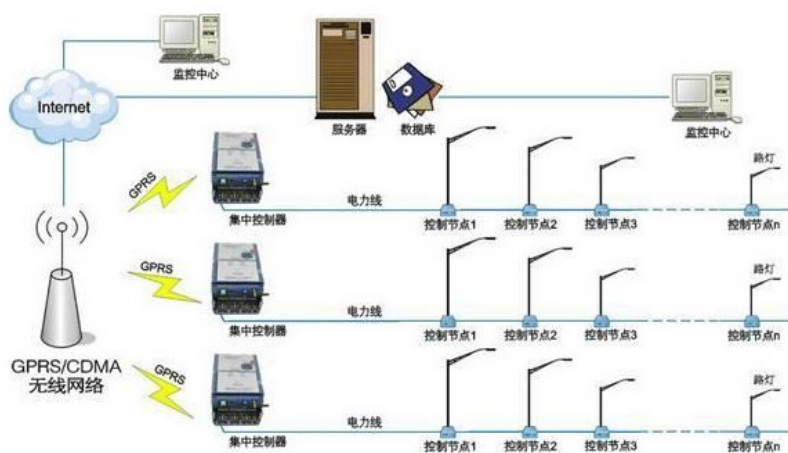 监控中心
Internet
服务器
数据库
监控中心
GPRS
集中控制器
电力线
控制节点1
控制节点2
控制节点3
路灯
控制节点n
GPRS
集中控制器
电力线
控制节点1
控制节点2
控制节点3
路灯
控制节点n
GPRS/CDMA
无线网络
GPRS
集中控制器
电力线
控制节点1
控制节点2
控制节点3
路灯
控制节点n